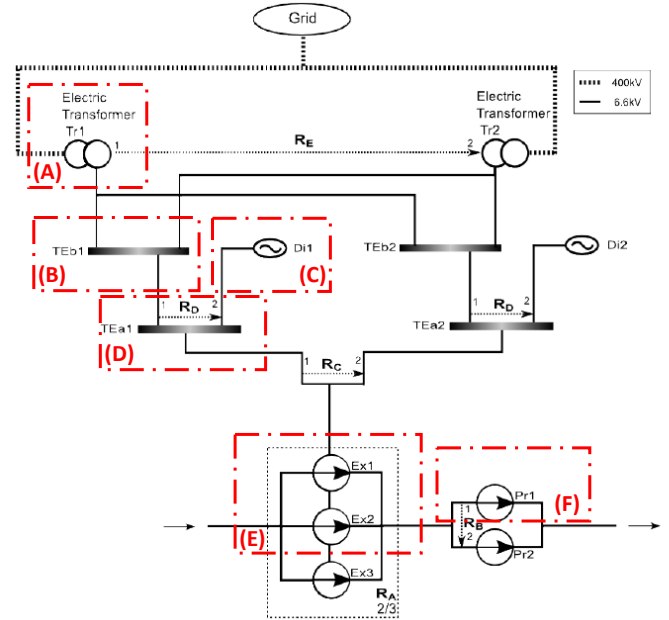 Grid
400kV
6.6kV
Electric
Transformer
Tr1
Electric
Transformer
Tr2
1
R_E
2
(A)
TEb1
(B)
Di1
(C)
TEb2
Di2
1
R_D
2
TEa1
(D)
1
R_D
2
TEa2
1
R_C
2
Ex1
Ex2
(E)
Ex3
R_A
2/3
Pr1
(F)
1
R_B
2
Pr2